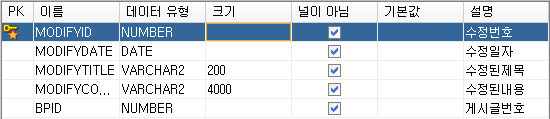 PK 이름 데이터 유형 크기 널이 아님 기본값 설명
MODIFYID NUMBER 수정번호
MODIFYDATE DATE 수정일자
MODIFYTITLE VARCHAR2 200 수정된제목
MODIFYCO... VARCHAR2 4000 수정된내용
BPID NUMBER 게시글번호